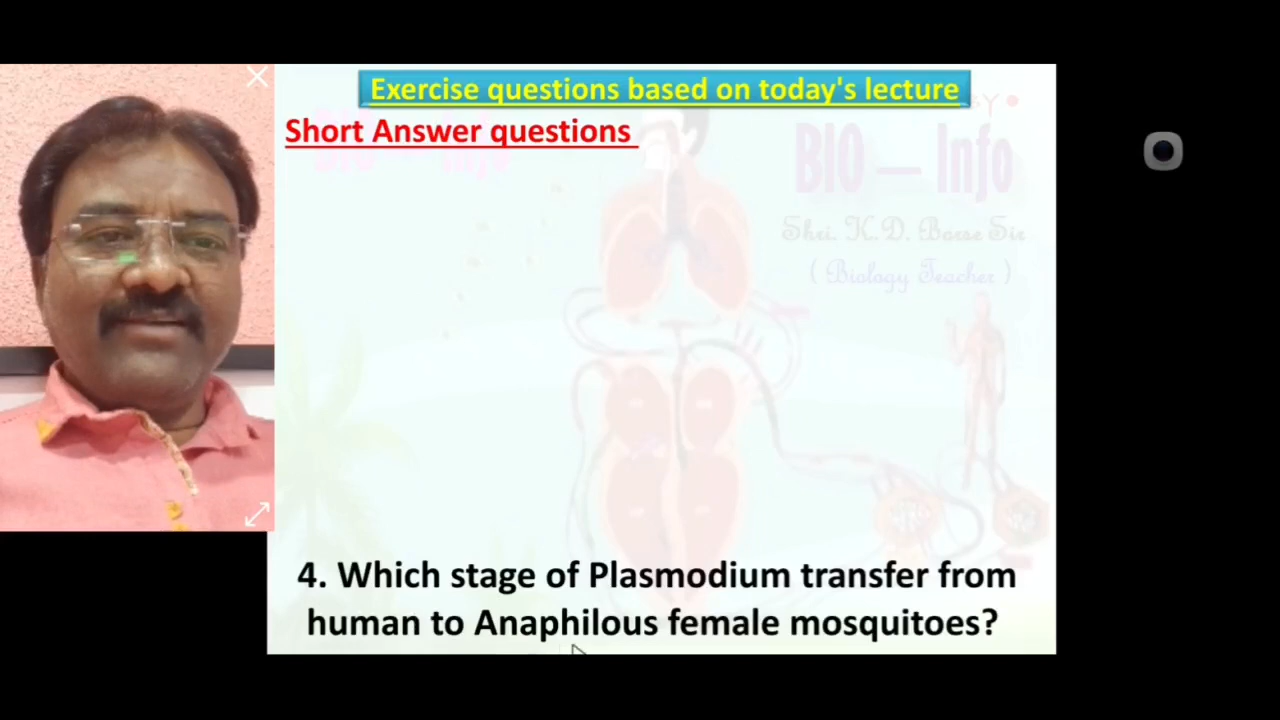 Exercise questions based on today's lecture
Short Answer questions
BIO — Info
Shri. K.D. Borse Sir
( Biology Teacher )
4. Which stage of Plasmodium transfer from
human to Anaphilous female mosquitoes?